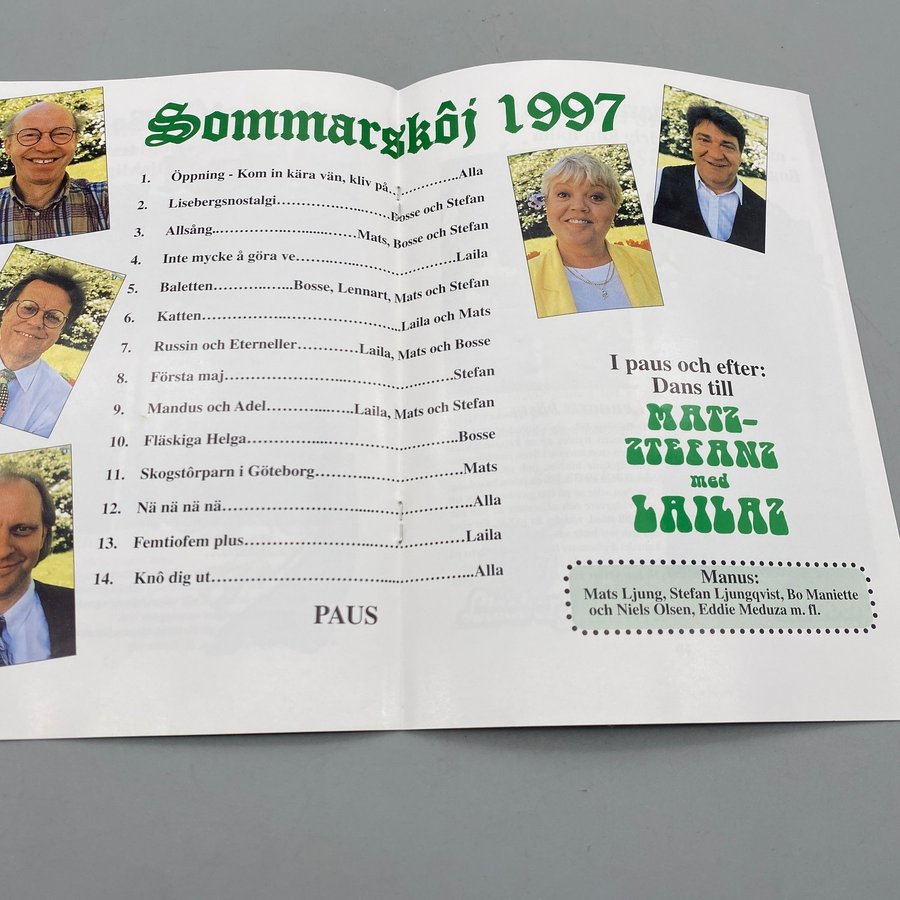 Sommarskôj 1997
1. Öppning - Kom in kära vän, kliv på..................Alla
2. Lisebergsnostalgi............................Bosse och Stefan
3. Allsång..................................Mats, Bosse och Stefan
4. Inte mycke å göra ve...................................Laila
5. Baletten.................Bosse, Lennart, Mats och Stefan
6. Katten..............................................Laila och Mats
7. Russin och Eterneller............Laila, Mats och Bosse
8. Första maj..................................................Stefan
9. Mandus och Adel.................Laila, Mats och Stefan
10. Fläskiga Helga...........................................Bosse
11. Skogstôrparn i Göteborg..............................Mats
12. Nä nä nä nä..................................................Alla
13. Femtiofem plus............................................Laila
14. Knô dig ut.....................................................Alla
PAUS
I paus och efter:
Dans till
MATZ-
ZTEFANZ
med
LAILAZ
Manus:
Mats Ljung, Stefan Ljungqvist, Bo Maniette
och Niels Olsen, Eddie Meduza m. fl.